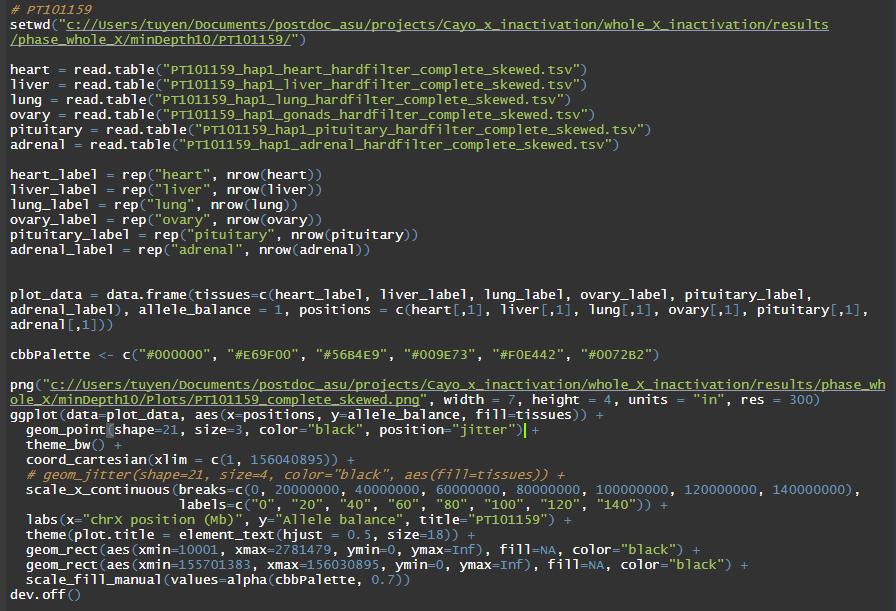 # PT101159
setwd("c://Users/tuyen/Documents/postdoc_asu/projects/Cayo_x_inactivation/whole_X_inactivation/results
/phase_whole_X/minDepth10/PT101159/")
heart = read.table("PT101159_hap1_heart_hardfilter_complete_skewed.tsv")
liver = read.table("PT101159_hap1_liver_hardfilter_complete_skewed.tsv")
lung = read.table("PT101159_hap1_lung_hardfilter_complete_skewed.tsv")
ovary = read.table("PT101159_hap1_gonads_hardfilter_complete_skewed.tsv")
pituitary = read.table("PT101159_hap1_pituitary_hardfilter_complete_skewed.tsv")
adrenal = read.table("PT101159_hap1_adrenal_hardfilter_complete_skewed.tsv")
heart_label = rep("heart", nrow(heart))
liver_label = rep("liver", nrow(liver))
lung_label = rep("lung", nrow(lung))
ovary_label = rep("ovary", nrow(ovary))
pituitary_label = rep("pituitary", nrow(pituitary))
adrenal_label = rep("adrenal", nrow(adrenal))
plot_data = data.frame(tissues=c(heart_label, liver_label, lung_label, ovary_label, pituitary_label,
adrenal_label), allele_balance = 1, positions = c(heart[,1], liver[,1], lung[,1], ovary[,1], pituitary[,1],
adrenal[,1]))
cbbPalette <- c("#000000", "#E69F00", "#56B4E9", "#009E73", "#F0E442", "#0072B2")
png("c://Users/tuyen/Documents/postdoc_asu/projects/Cayo_x_inactivation/whole_X_inactivation/results/phase_wh
ole_X/minDepth10/Plots/PT101159_complete_skewed.png", width = 7, height = 4, units = "in", res = 300)
ggplot(data=plot_data, aes(x=positions, y=allele_balance, fill=tissues)) +
geom_point(shape=21, size=3, color="black", position="jitter") +
theme_bw() +
coord_cartesian(xlim = c(1, 156040895)) +
# geom_jitter(shape=21, size=4, color="black", aes(fill=tissues)) +
scale_x_continuous(breaks=c(0, 20000000, 40000000, 60000000, 80000000, 100000000, 120000000, 140000000),
labels=c("0", "20", "40", "60", "80", "100", "120", "140")) +
labs(x="chrX position (Mb)", y="Allele balance", title="PT101159") +
theme(plot.title = element_text(hjust = 0.5, size=18)) +
geom_rect(aes(xmin=10001, xmax=2781479, ymin=0, ymax=Inf), fill=NA, color="black") +
geom_rect(aes(xmin=155701383, xmax=156030895, ymin=0, ymax=Inf), fill=NA, color="black") +
scale_fill_manual(values=alpha(cbbPalette, 0.7))
dev.off()